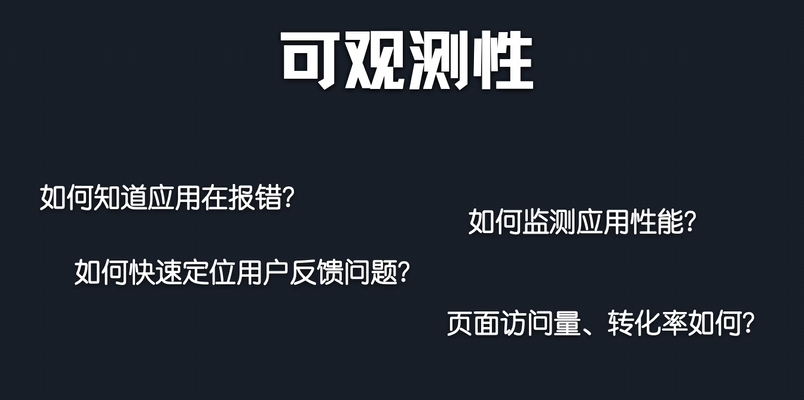 可观测性
如何知道应用在报错?
如何监测应用性能?
如何快速定位用户反馈问题?
页面访问量、转化率如何?